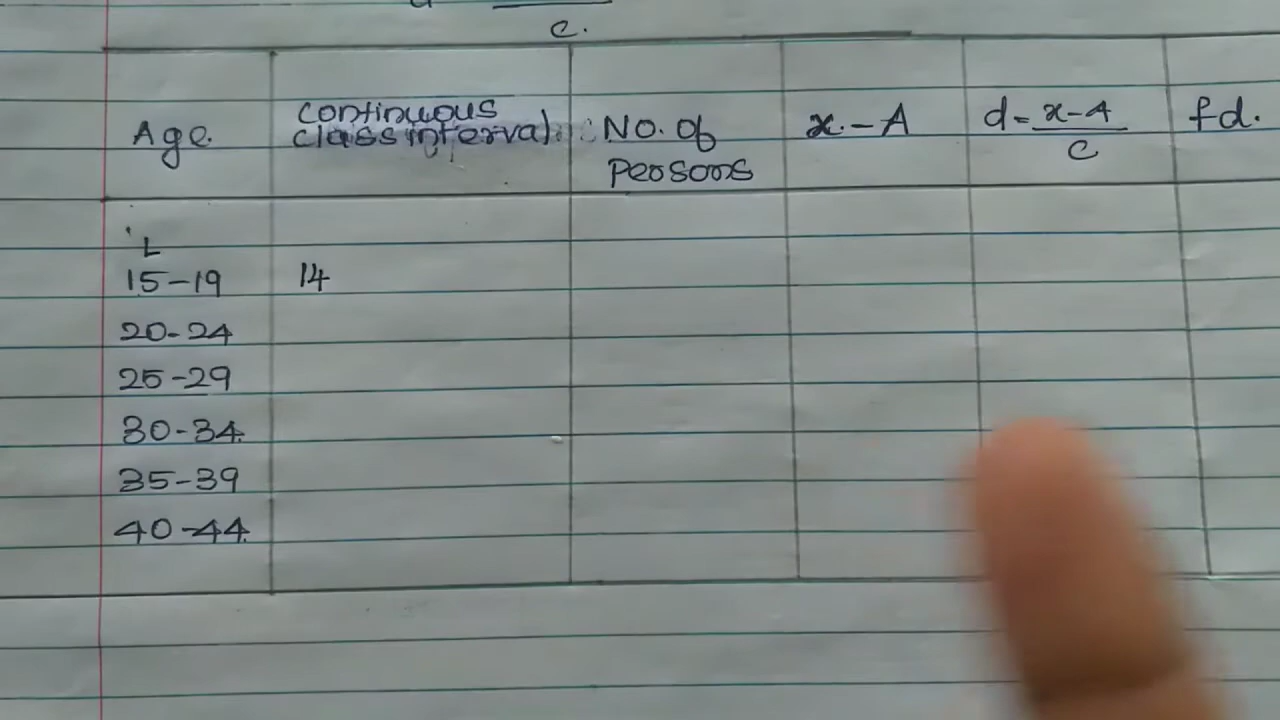 c.
Age.
continuous
class interval
No. of
Persons
x - A
d = x-A
c
fd.
L
15-19 14
20-24
25-29
30-34
35-39
40-44